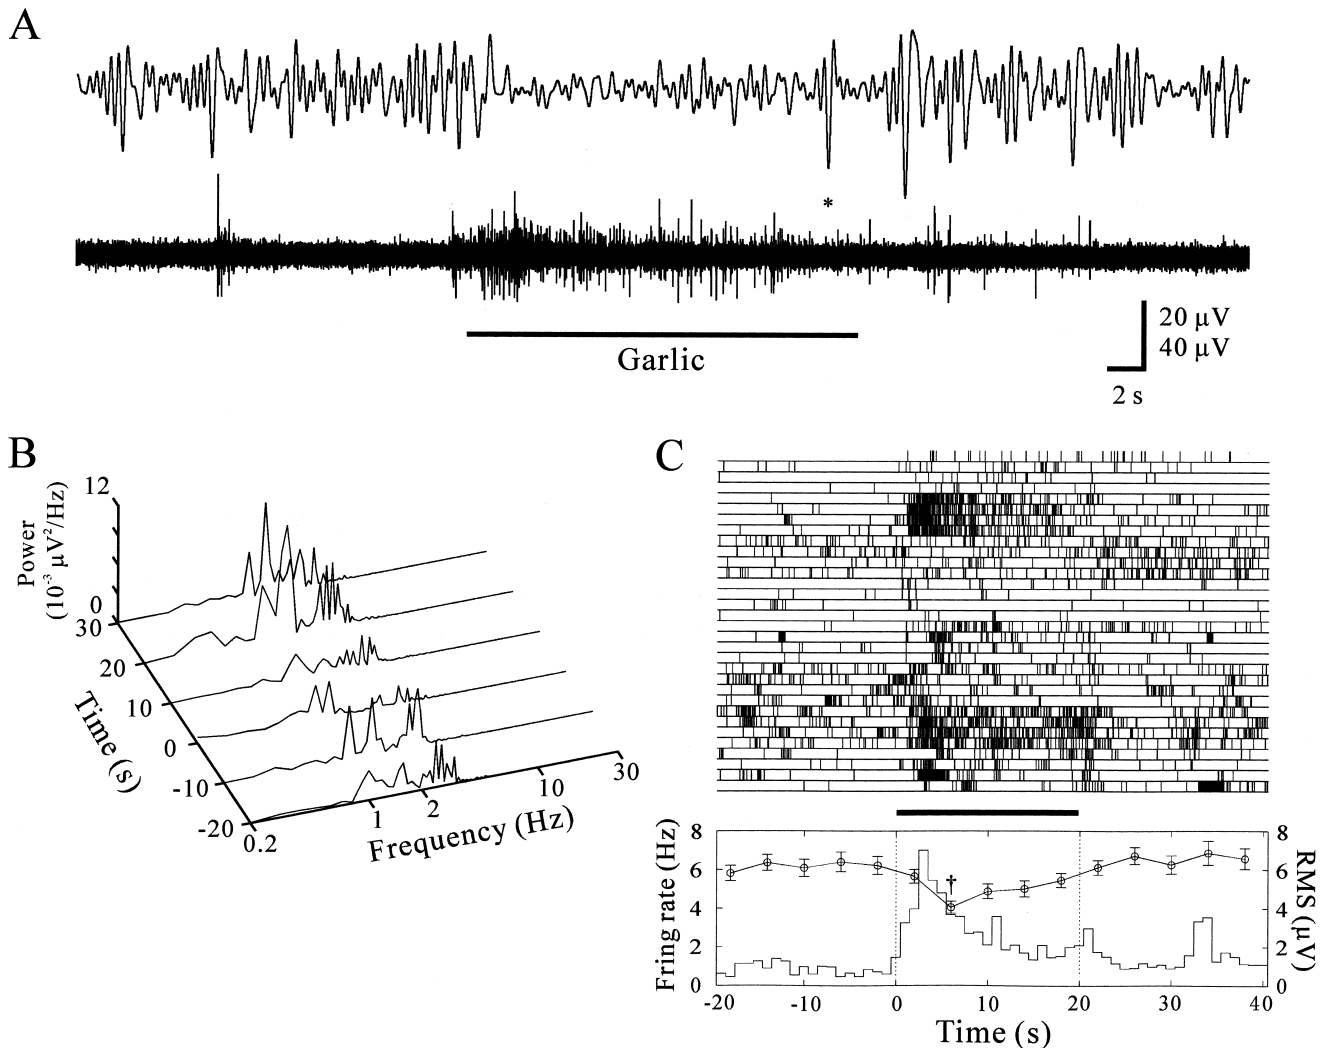 A
*
20 µV
40 µV
Garlic
2 s
B
12
Power
(10⁻³ µV²/Hz)
0
30
20
10
0
-10
-20
Time (s)
0.2
1
2
10
30
Frequency (Hz)
C
8
6
4
2
0
Fring rate (Hz)
†
8
6
4
2
0
RMS (µV)
-20
-10
0
10
20
30
40
Time (s)